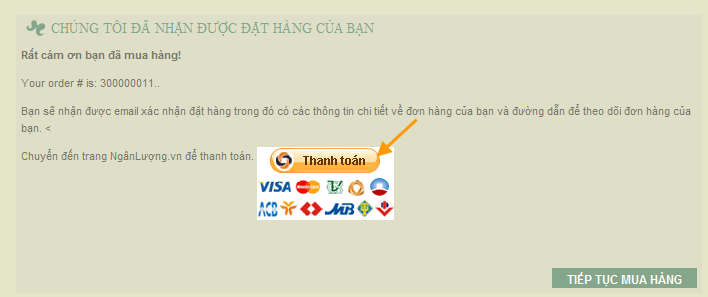 CHÚNG TÔI ĐÃ NHẬN ĐƯỢC ĐẶT HÀNG CỦA BẠN
Rất cám ơn bạn đã mua hàng!
Your order # is: 300000011..
Bạn sẽ nhận được email xác nhận đặt hàng trong đó có các thông tin chi tiết về đơn hàng của bạn và đường dẫn để theo dõi đơn hàng của
bạn. <
Chuyển đến trang NgânLượng.vn để thanh toán.
Thanh toán
VISA MasterCard
ACB MB
TIẾP TỤC MUA HÀNG